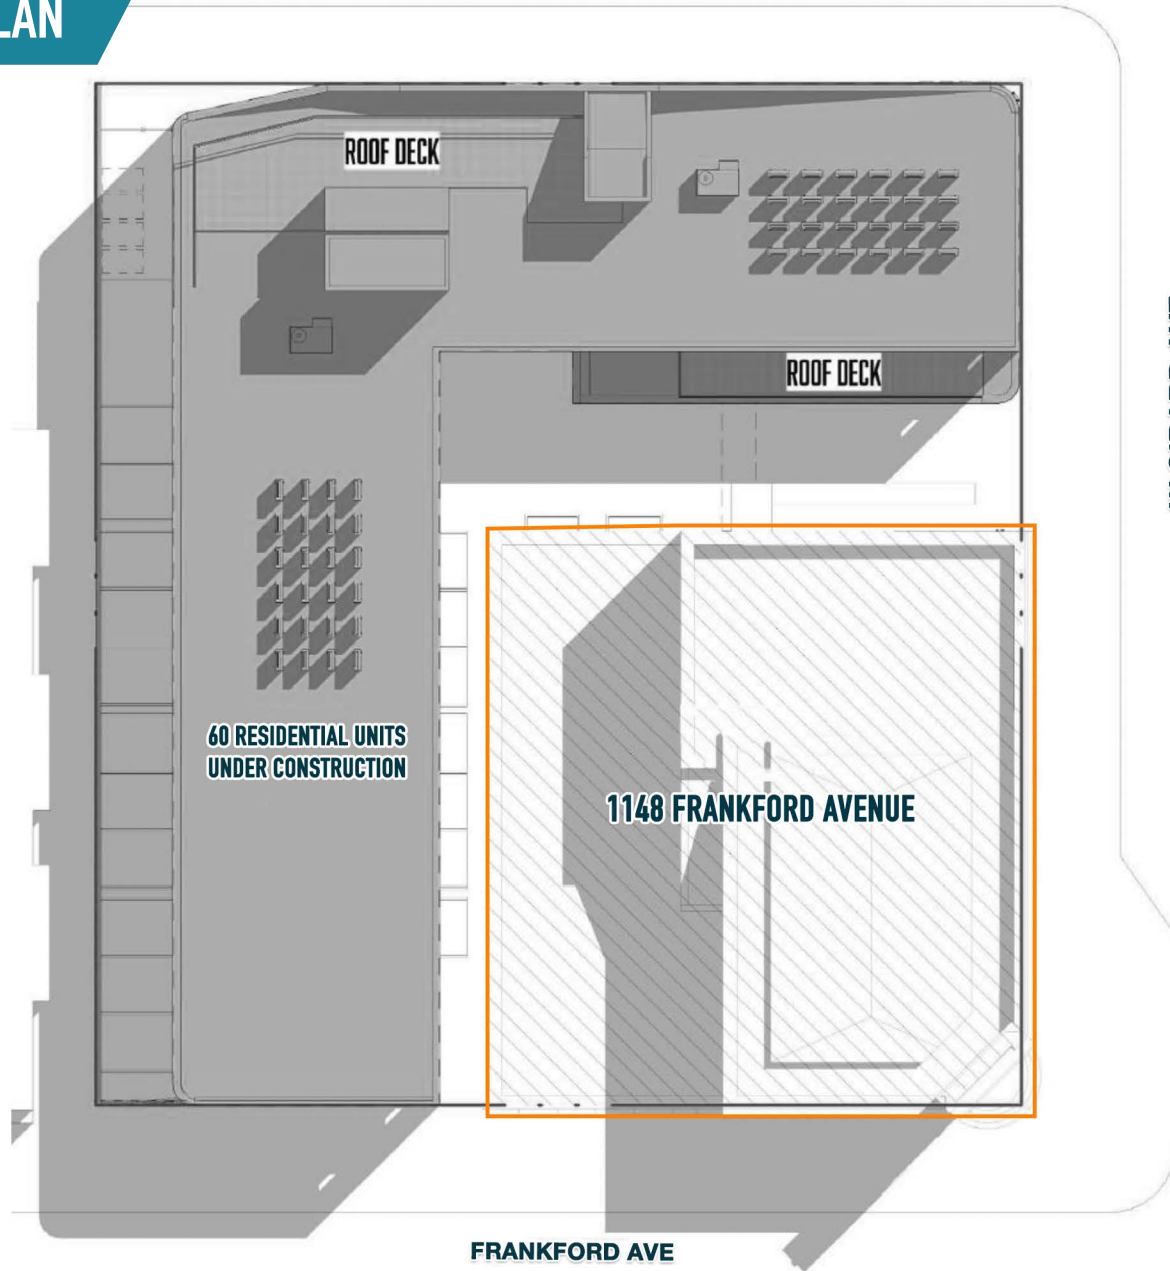 LAN
ROOF DECK
ROOF DECK
60 RESIDENTIAL UNITS
UNDER CONSTRUCTION
1148 FRANKFORD AVENUE
FRANKFORD AVE